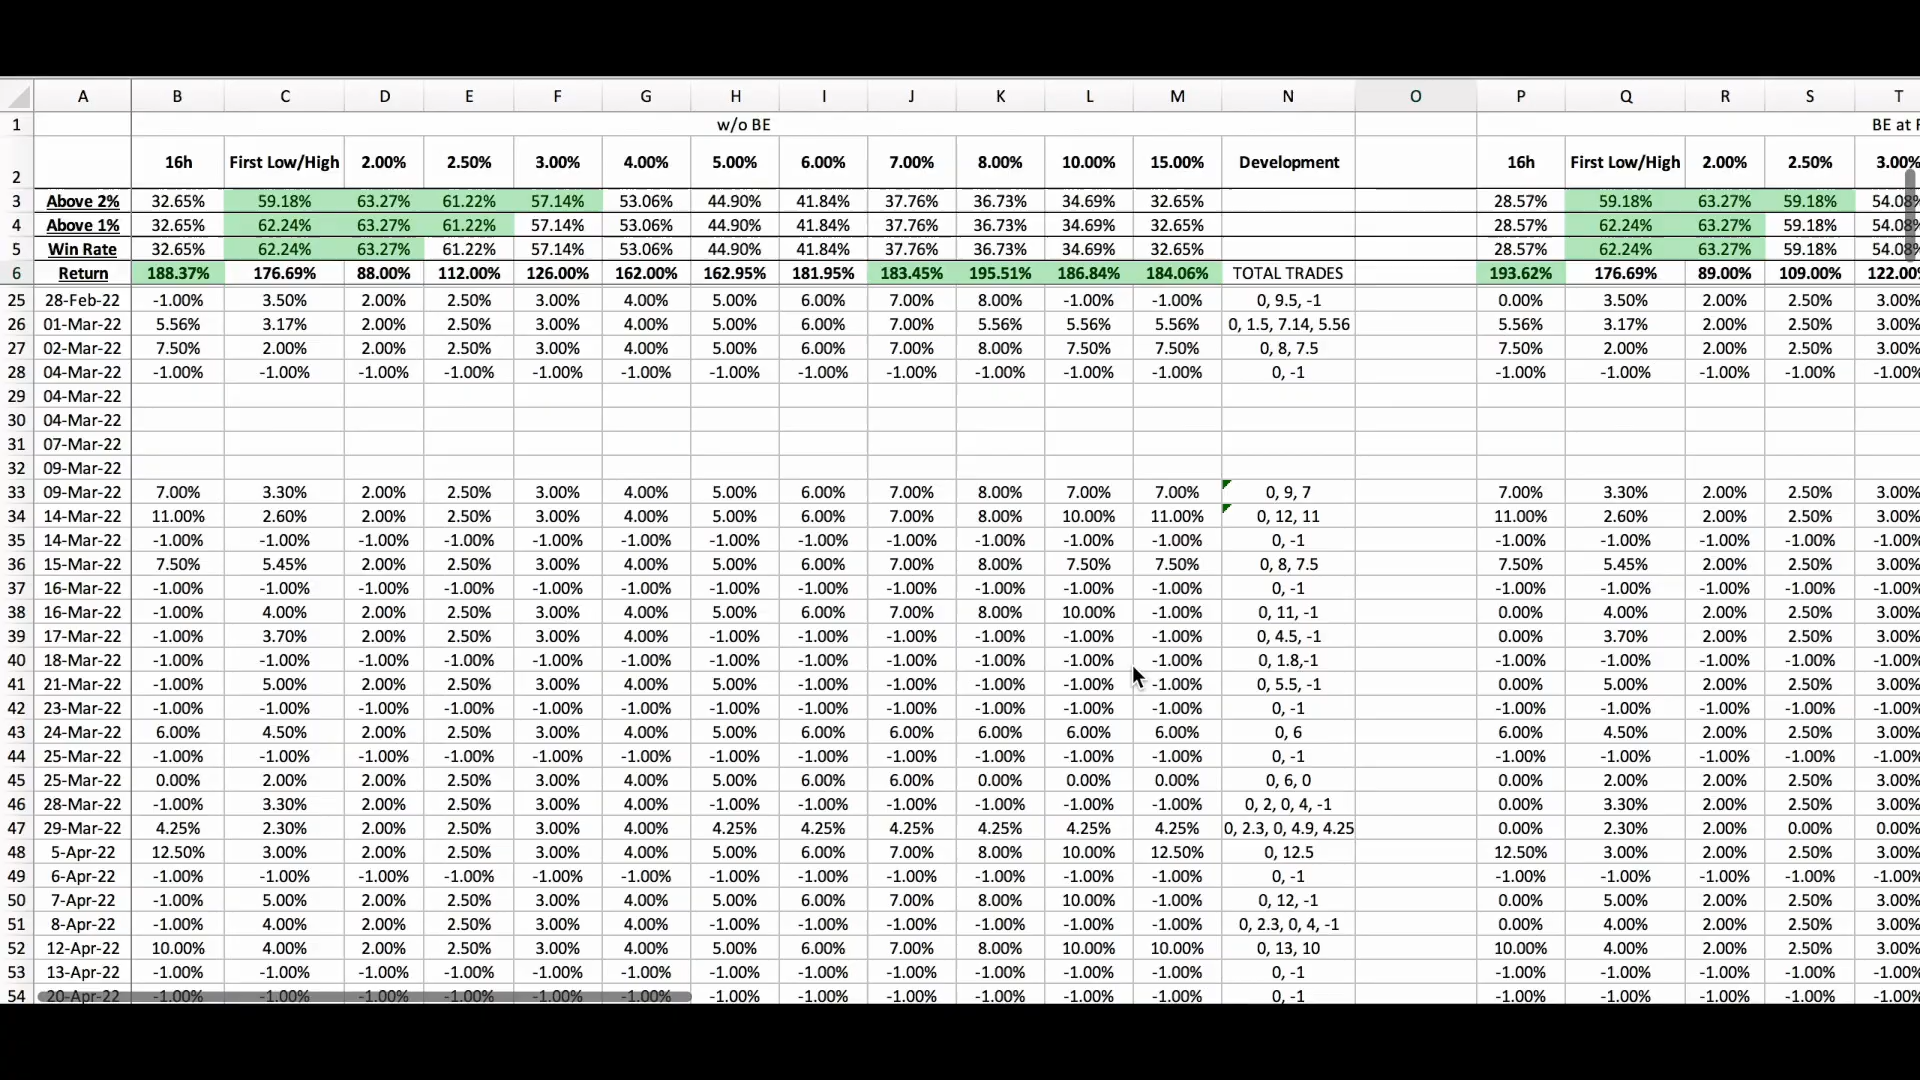 A B C D E F G H I J K L M N O P Q R S T
1 w/o BE BE at
2 16h First Low/High 2.00% 2.50% 3.00% 4.00% 5.00% 6.00% 7.00% 8.00% 10.00% 15.00% Development 16h First Low/High 2.00% 2.50% 3.00%
3 Above 2% 32.65% 59.18% 63.27% 61.22% 57.14% 53.06% 44.90% 41.84% 37.76% 36.73% 34.69% 32.65% 28.57% 59.18% 63.27% 59.18% 54.08%
4 Above 1% 32.65% 62.24% 63.27% 61.22% 57.14% 53.06% 44.90% 41.84% 37.76% 36.73% 34.69% 32.65% 28.57% 62.24% 63.27% 59.18% 54.08%
5 Win Rate 32.65% 62.24% 63.27% 61.22% 57.14% 53.06% 44.90% 41.84% 37.76% 36.73% 34.69% 32.65% 28.57% 62.24% 63.27% 59.18% 54.08%
6 Return 188.37% 176.69% 88.00% 112.00% 126.00% 162.00% 162.95% 181.95% 183.45% 195.51% 186.84% 184.06% TOTAL TRADES 193.62% 176.69% 89.00% 109.00% 122.00%
25 28-Feb-22 -1.00% 3.50% 2.00% 2.50% 3.00% 4.00% 5.00% 6.00% 7.00% 8.00% -1.00% -1.00% 0, 9.5, -1 0.00% 3.50% 2.00% 2.50% 3.00%
26 01-Mar-22 5.56% 3.17% 2.00% 2.50% 3.00% 4.00% 5.00% 6.00% 7.00% 5.56% 5.56% 5.56% 0, 1.5, 7.14, 5.56 5.56% 3.17% 2.00% 2.50% 3.00%
27 02-Mar-22 7.50% 2.00% 2.00% 2.50% 3.00% 4.00% 5.00% 6.00% 7.00% 8.00% 7.50% 7.50% 0, 8, 7.5 7.50% 2.00% 2.00% 2.50% 3.00%
28 04-Mar-22 -1.00% -1.00% -1.00% -1.00% -1.00% -1.00% -1.00% -1.00% -1.00% -1.00% -1.00% -1.00% 0, -1 -1.00% -1.00% -1.00% -1.00% -1.00%
29 04-Mar-22
30 04-Mar-22
31 07-Mar-22
32 09-Mar-22
33 09-Mar-22 7.00% 3.30% 2.00% 2.50% 3.00% 4.00% 5.00% 6.00% 7.00% 8.00% 7.00% 7.00% 0, 9, 7 7.00% 3.30% 2.00% 2.50% 3.00%
34 14-Mar-22 11.00% 2.60% 2.00% 2.50% 3.00% 4.00% 5.00% 6.00% 7.00% 8.00% 10.00% 11.00% 0, 12, 11 11.00% 2.60% 2.00% 2.50% 3.00%
35 14-Mar-22 -1.00% -1.00% -1.00% -1.00% -1.00% -1.00% -1.00% -1.00% -1.00% -1.00% -1.00% -1.00% 0, -1 -1.00% -1.00% -1.00% -1.00% -1.00%
36 15-Mar-22 7.50% 5.45% 2.00% 2.50% 3.00% 4.00% 5.00% 6.00% 7.00% 8.00% 7.50% 7.50% 0, 8, 7.5 7.50% 5.45% 2.00% 2.50% 3.00%
37 16-Mar-22 -1.00% -1.00% -1.00% -1.00% -1.00% -1.00% -1.00% -1.00% -1.00% -1.00% -1.00% -1.00% 0, -1 -1.00% -1.00% -1.00% -1.00% -1.00%
38 16-Mar-22 -1.00% 4.00% 2.00% 2.50% 3.00% 4.00% 5.00% 6.00% 7.00% 8.00% 10.00% -1.00% 0, 11, -1 0.00% 4.00% 2.00% 2.50% 3.00%
39 17-Mar-22 -1.00% 3.70% 2.00% 2.50% 3.00% 4.00% -1.00% -1.00% -1.00% -1.00% -1.00% -1.00% 0, 4.5, -1 0.00% 3.70% 2.00% 2.50% 3.00%
40 18-Mar-22 -1.00% -1.00% -1.00% -1.00% -1.00% -1.00% -1.00% -1.00% -1.00% -1.00% -1.00% -1.00% 0, 1.8,-1 -1.00% -1.00% -1.00% -1.00% -1.00%
41 21-Mar-22 -1.00% 5.00% 2.00% 2.50% 3.00% 4.00% 5.00% -1.00% -1.00% -1.00% -1.00% -1.00% 0, 5.5, -1 0.00% 5.00% 2.00% 2.50% 3.00%
42 23-Mar-22 -1.00% -1.00% -1.00% -1.00% -1.00% -1.00% -1.00% -1.00% -1.00% -1.00% -1.00% -1.00% 0, -1 -1.00% -1.00% -1.00% -1.00% -1.00%
43 24-Mar-22 6.00% 4.50% 2.00% 2.50% 3.00% 4.00% 5.00% 6.00% 6.00% 6.00% 6.00% 6.00% 0, 6 6.00% 4.50% 2.00% 2.50% 3.00%
44 25-Mar-22 -1.00% -1.00% -1.00% -1.00% -1.00% -1.00% -1.00% -1.00% -1.00% -1.00% -1.00% -1.00% 0, -1 -1.00% -1.00% -1.00% -1.00% -1.00%
45 25-Mar-22 0.00% 2.00% 2.00% 2.50% 3.00% 4.00% 5.00% 6.00% 6.00% 0.00% 0.00% 0.00% 0, 6, 0 0.00% 2.00% 2.00% 2.50% 3.00%
46 28-Mar-22 -1.00% 3.30% 2.00% 2.50% 3.00% 4.00% -1.00% -1.00% -1.00% -1.00% -1.00% -1.00% 0, 2, 0, 4, -1 0.00% 3.30% 2.00% 2.50% 3.00%
47 29-Mar-22 4.25% 2.30% 2.00% 2.50% 3.00% 4.00% 4.25% 4.25% 4.25% 4.25% 4.25% 4.25% 0, 2.3, 0, 4.9, 4.25 0.00% 2.30% 2.00% 0.00% 0.00%
48 5-Apr-22 12.50% 3.00% 2.00% 2.50% 3.00% 4.00% 5.00% 6.00% 7.00% 8.00% 10.00% 12.50% 0, 12.5 12.50% 3.00% 2.00% 2.50% 3.00%
49 6-Apr-22 -1.00% -1.00% -1.00% -1.00% -1.00% -1.00% -1.00% -1.00% -1.00% -1.00% -1.00% -1.00% 0, -1 -1.00% -1.00% -1.00% -1.00% -1.00%
50 7-Apr-22 -1.00% 5.00% 2.00% 2.50% 3.00% 4.00% 5.00% 6.00% 7.00% 8.00% 10.00% -1.00% 0, 12, -1 0.00% 5.00% 2.00% 2.50% 3.00%
51 8-Apr-22 -1.00% 4.00% 2.00% 2.50% 3.00% 4.00% -1.00% -1.00% -1.00% -1.00% -1.00% -1.00% 0, 2.3, 0, 4, -1 0.00% 4.00% 2.00% 2.50% 3.00%
52 12-Apr-22 10.00% 4.00% 2.00% 2.50% 3.00% 4.00% 5.00% 6.00% 7.00% 8.00% 10.00% 10.00% 0, 13, 10 10.00% 4.00% 2.00% 2.50% 3.00%
53 13-Apr-22 -1.00% -1.00% -1.00% -1.00% -1.00% -1.00% -1.00% -1.00% -1.00% -1.00% -1.00% -1.00% 0, -1 -1.00% -1.00% -1.00% -1.00% -1.00%
54 20-Apr-22 -1.00% -1.00% -1.00% -1.00% -1.00% -1.00% -1.00% -1.00% -1.00% -1.00% -1.00% -1.00% 0, -1 -1.00% -1.00% -1.00% -1.00% -1.00%